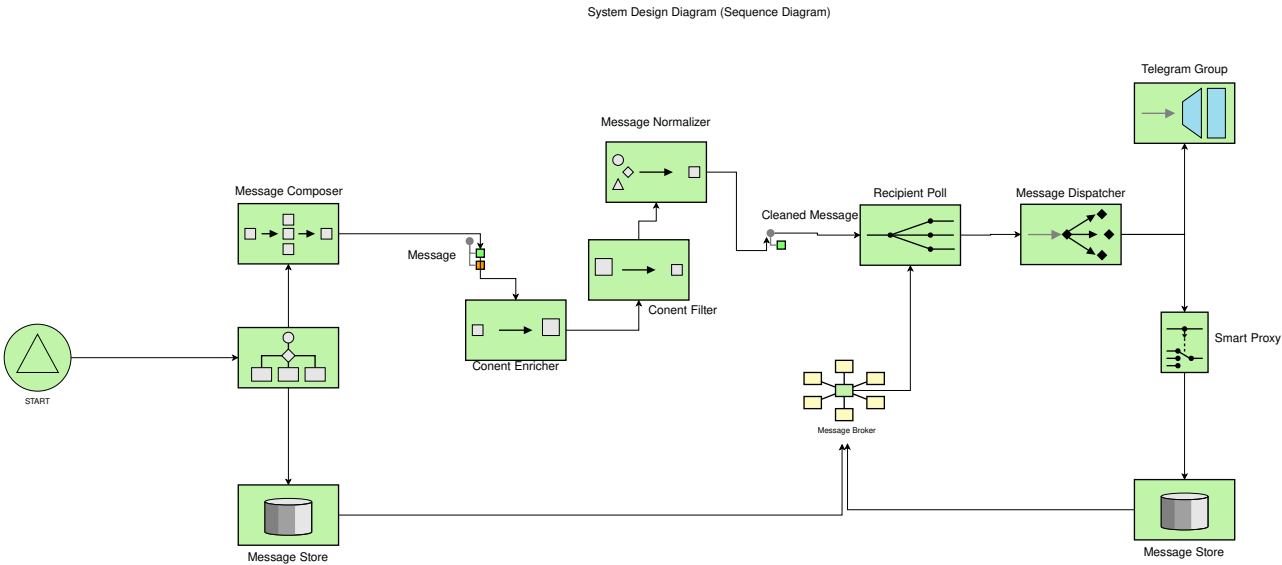 System Design Diagram (Sequence Diagram)
Telegram Group
Message Normalizer
Message Composer
Recipient Poll
Message Dispatcher
Cleaned Message
Message
Conent Filter
Smart Proxy
Conent Enricher
START
Message Broker
Message Store
Message Store